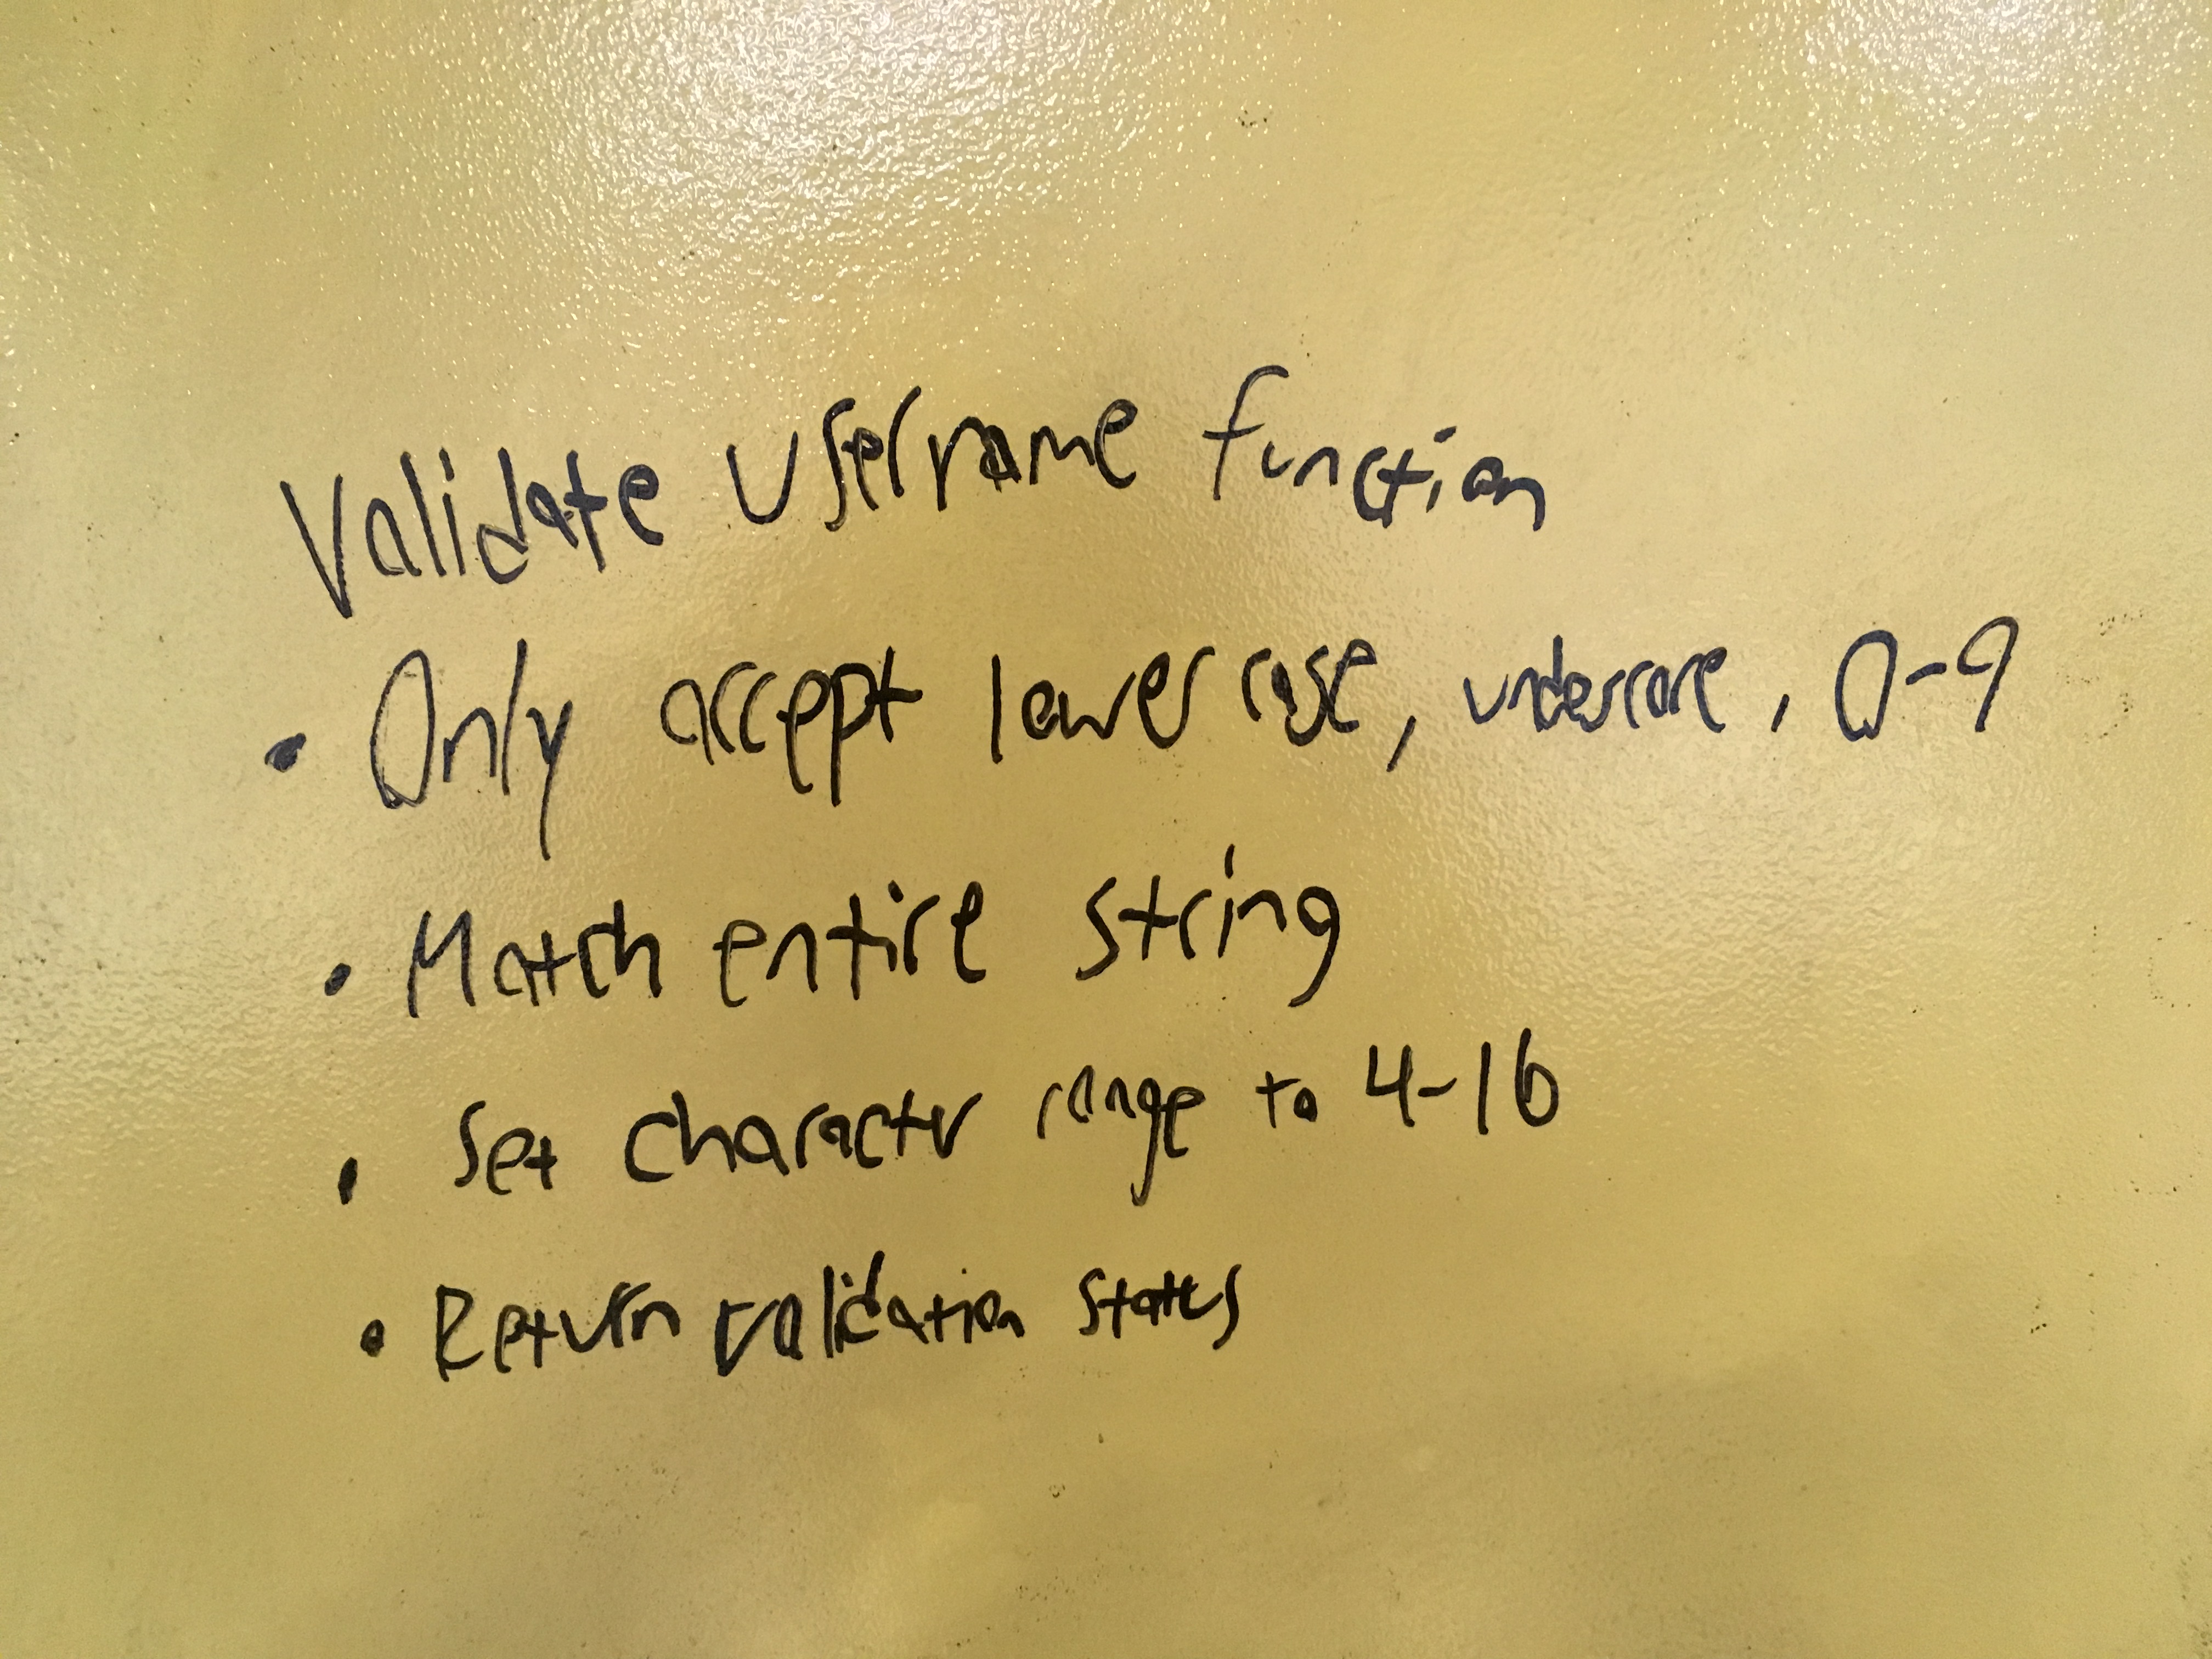 Validate Username function
• Only accept lowercase, underscore, 0-9
• Match entire string
• Set character range to 4-16
• Return validation status